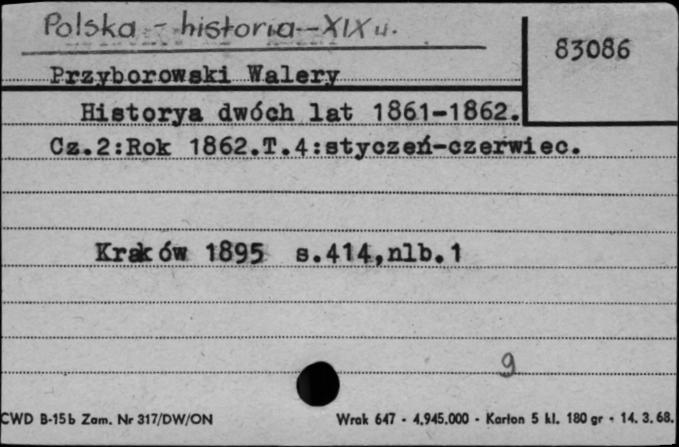 Polska - historia - XIX w.
83086
Przyborowski Walery
Historya dwóch lat 1861-1862.
Cz.2:Rok 1862.T.4:styczeń-czerwiec.
Kraków 1895 s.414,nlb.1
9
CWD B-15b Zam. Nr 317/DW/ON
Wrak 647 - 4.945.000 - Karton 5 kl. 180 gr - 14. 3. 68.